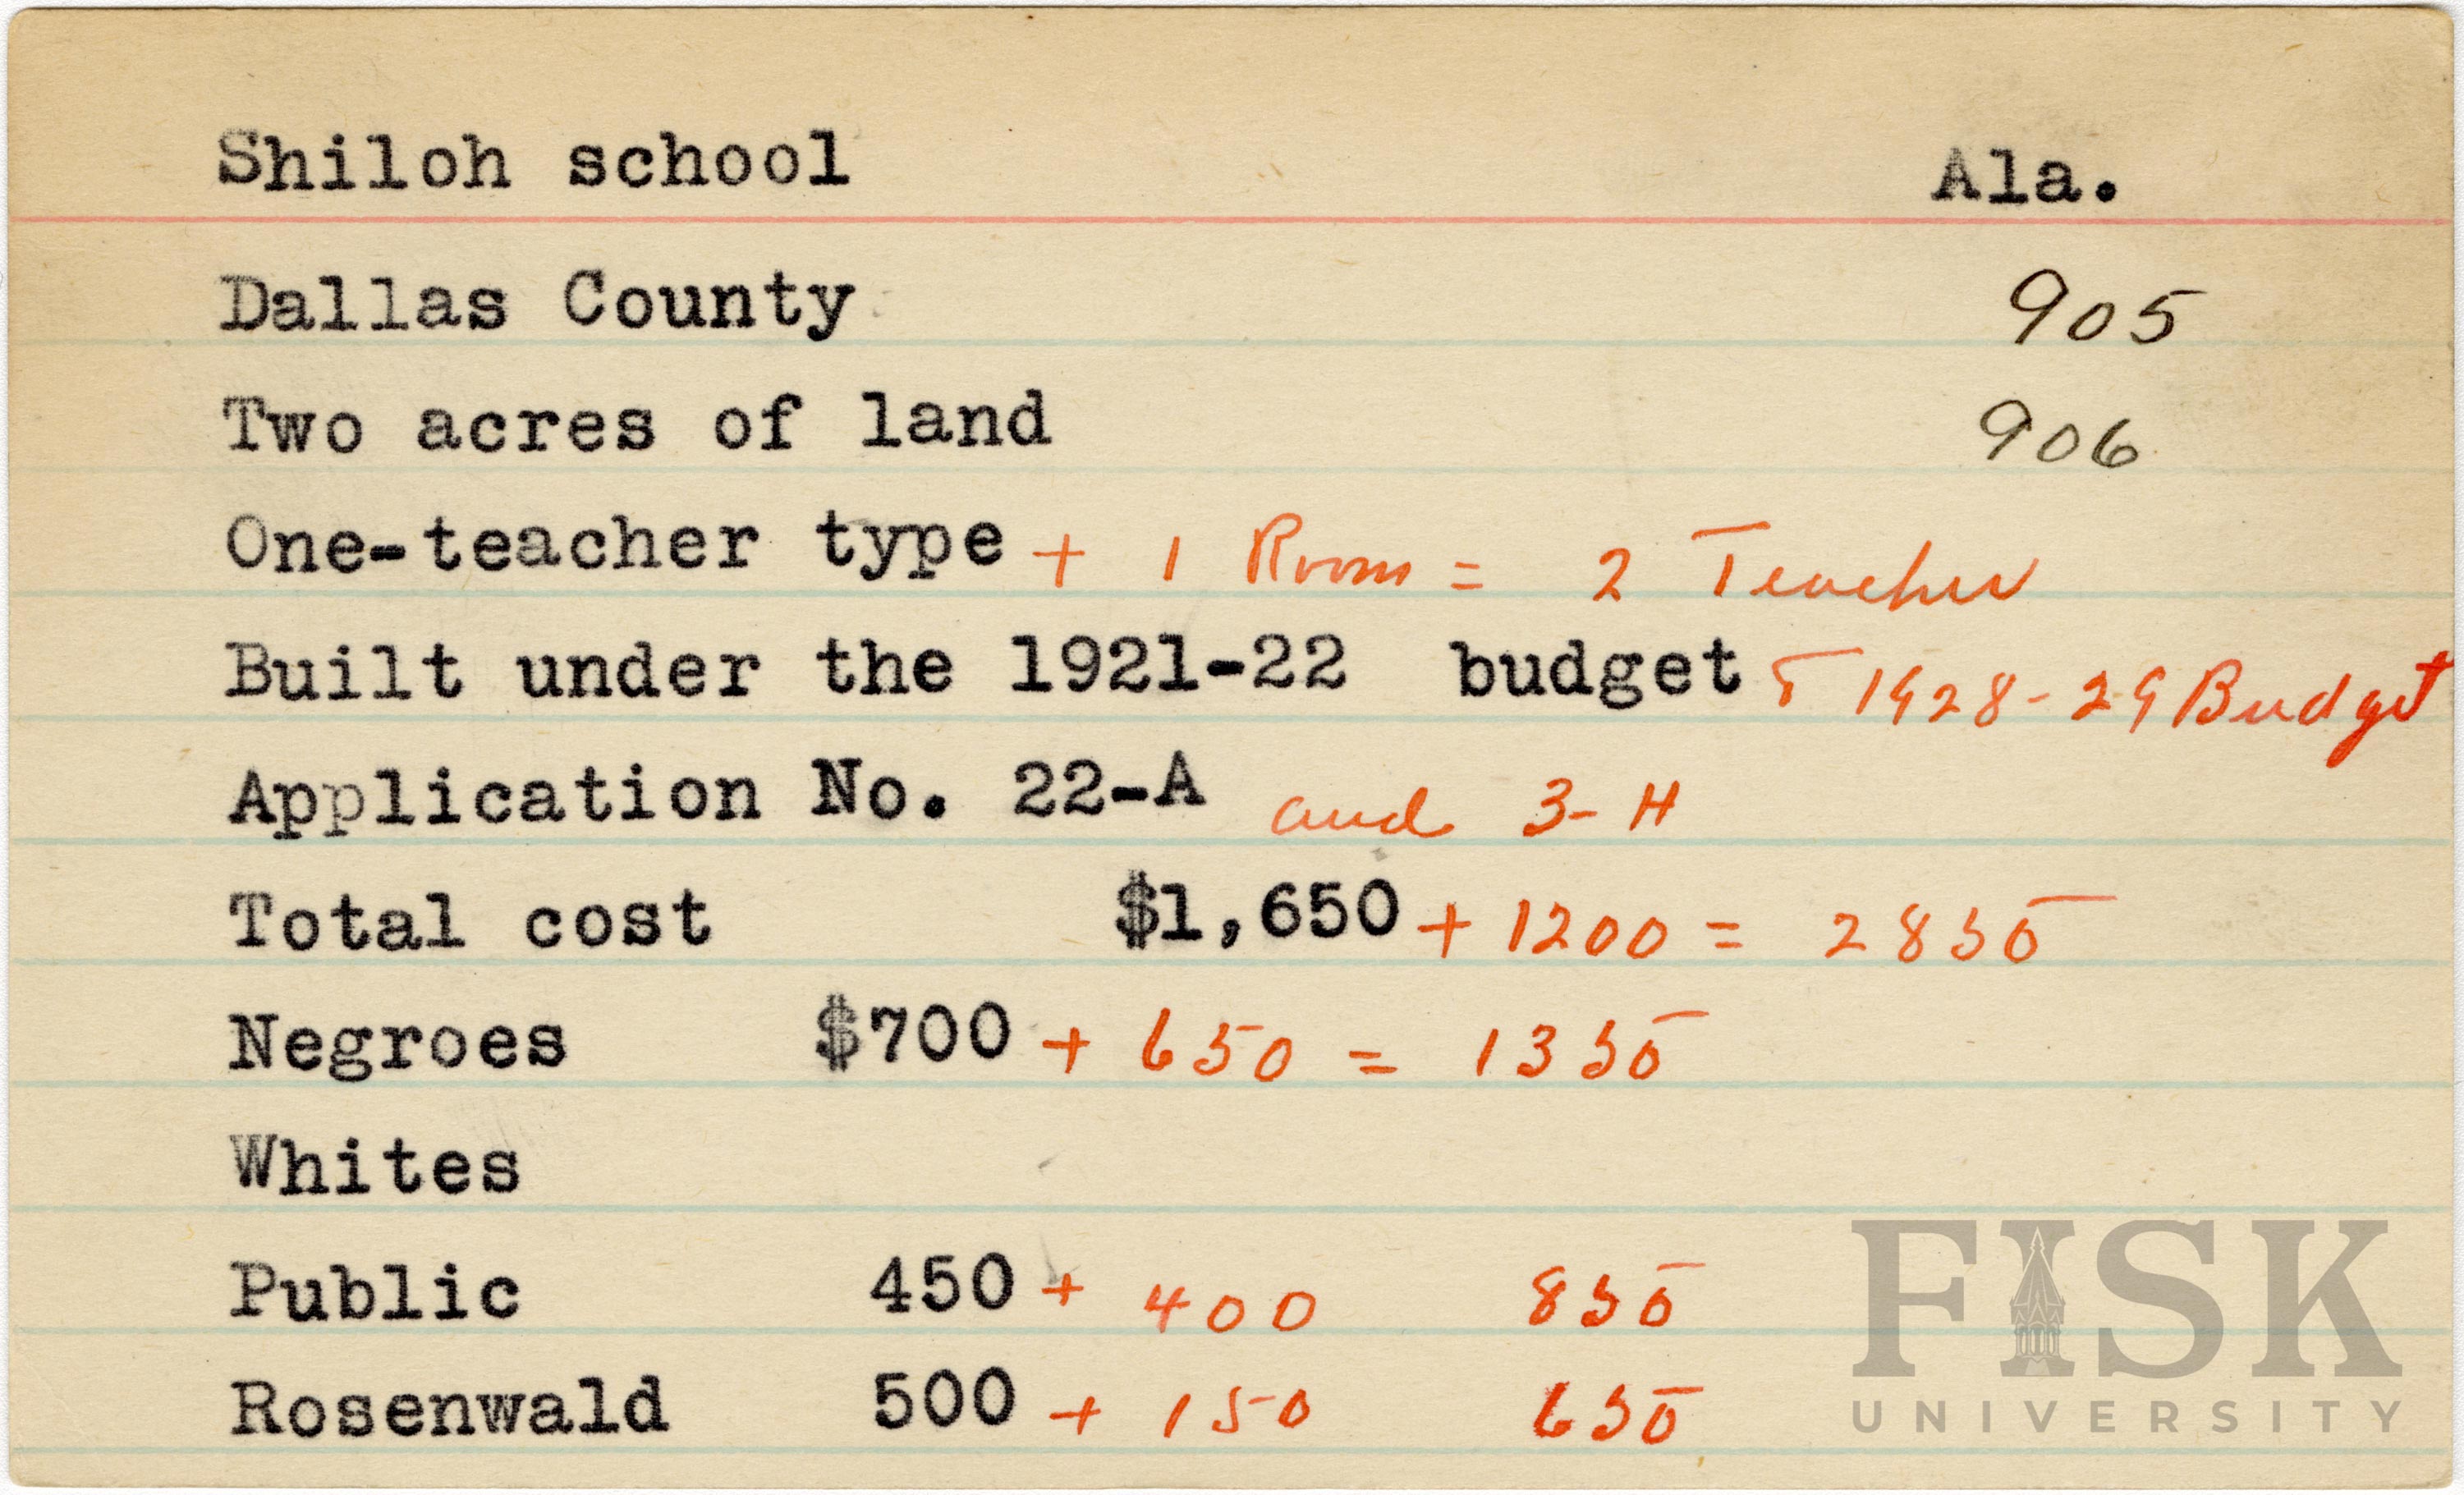 Shiloh school Ala.
Dallas County 905
Two acres of land 906
One-teacher type + 1 Room = 2 Teacher
Built under the 1921-22 budget & 1928-29 Budget
Application No. 22-A and 3-H
Total cost $1,650 + 1200 = 2850
Negroes $700 + 650 = 1350
Whites
Public 450 + 400 850
Rosenwald 500 + 150 650
FISK
UNIVERSITY